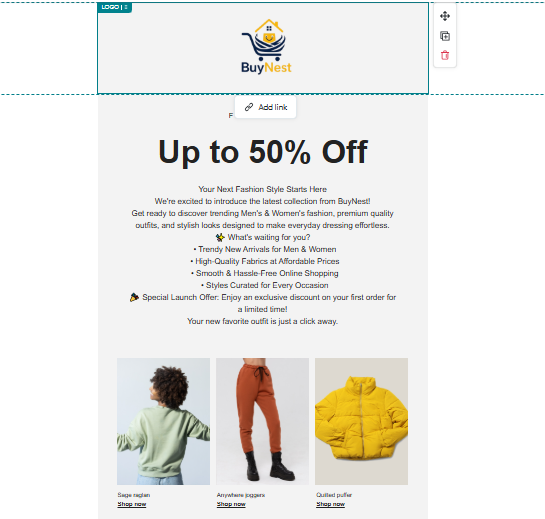 LOGO
BuyNest
Add link
F
Up to 50% Off
Your Next Fashion Style Starts Here
We're excited to introduce the latest collection from BuyNest!
Get ready to discover trending Men's & Women's fashion, premium quality
outfits, and stylish looks designed to make everyday dressing effortless.
What's waiting for you?
• Trendy New Arrivals for Men & Women
• High-Quality Fabrics at Affordable Prices
• Smooth & Hassle-Free Online Shopping
• Styles Curated for Every Occasion
🎉 Special Launch Offer: Enjoy an exclusive discount on your first order for
a limited time!
Your new favorite outfit is just a click away.
Sage raglan
Anywhere joggers
Quilted puffer
Shop now
Shop now
Shop now